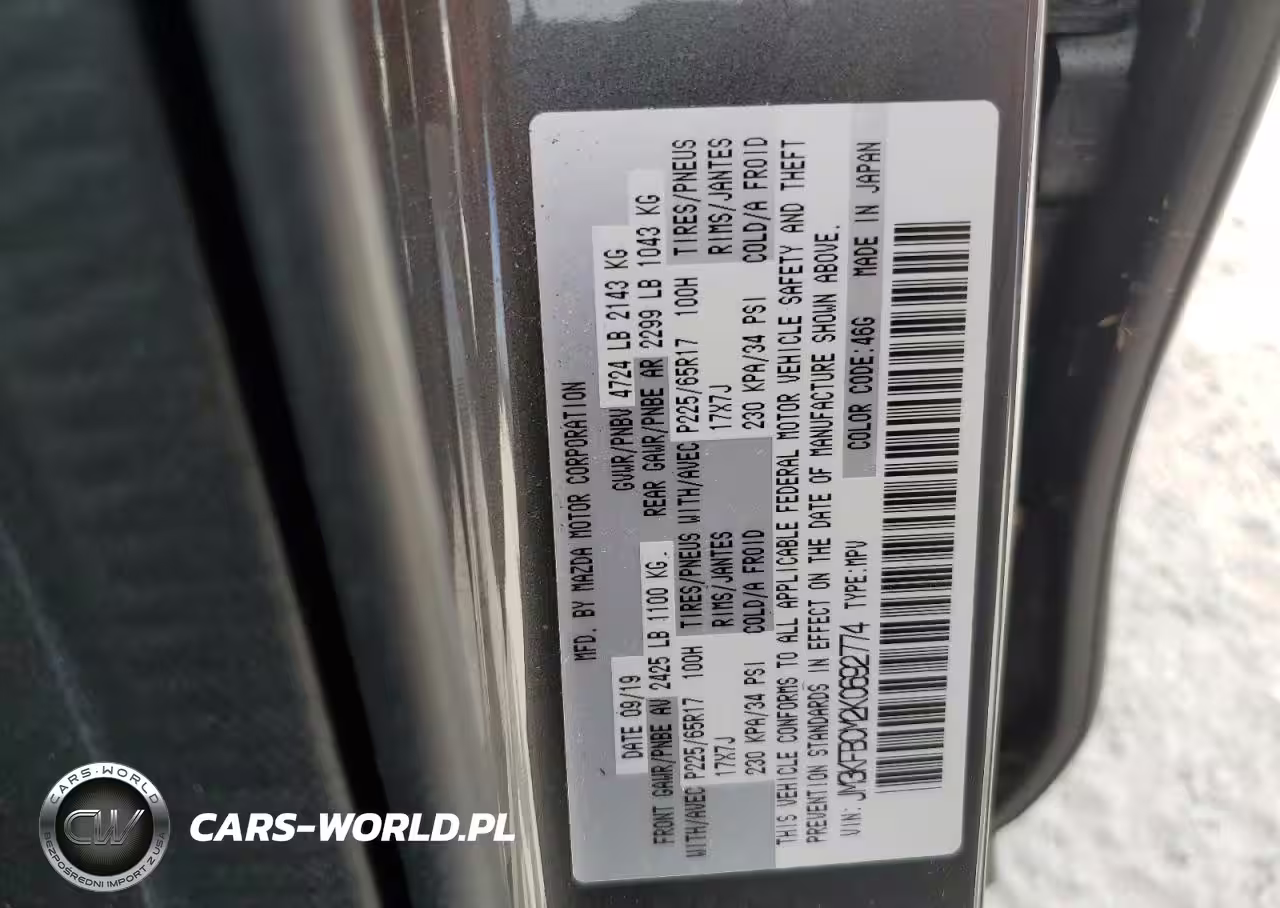 MFD. BY MAZDA MOTOR CORPORATION
DATE 09/19 GVWR/PNBV 4724 LB 2143 KG
FRONT GAWR/PNBE AV 2425 LB 1100 KG. REAR GAWR/PNBE AR 2299 LB 1043 KG
WITH/AVEC P225/65R17 100H TIRES/PNEUS WITH/AVEC P225/65R17 100H TIRES/PNEUS
17X7J RIMS/JANTES 17X7J RIMS/JANTES
230 KPA/34 PSI COLD/A FROID 230 KPA/34 PSI COLD/A FROID
THIS VEHICLE CONFORMS TO ALL APPLICABLE FEDERAL MOTOR VEHICLE SAFETY AND THEFT
PREVENTION STANDARDS IN EFFECT ON THE DATE OF MANUFACTURE SHOWN ABOVE.
VIN: JM3KFBCM2K0692774 TYPE:MPV COLOR CODE:46G MADE IN JAPAN
CARS-WORLD
CW
BEZPOŚREDNI IMPORT Z USA
CARS-WORLD.PL